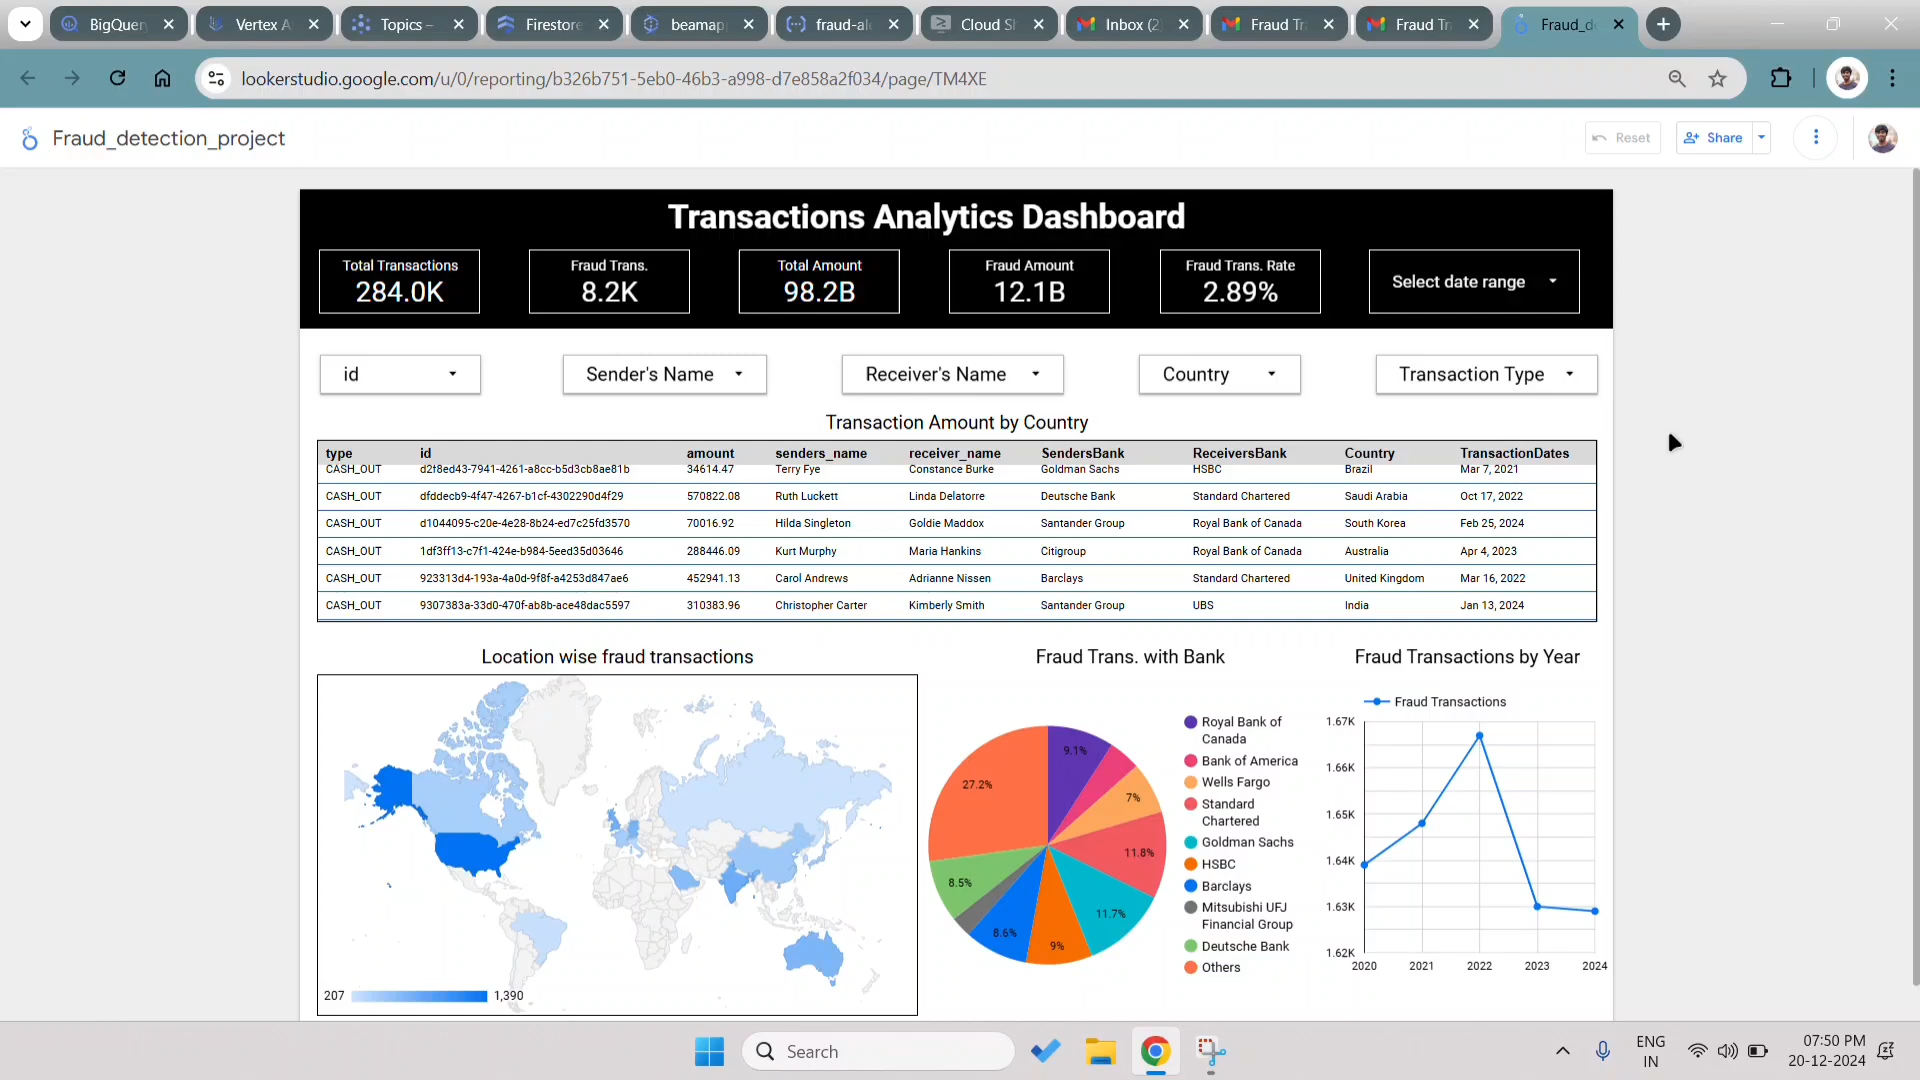 BigQuery
Vertex A
Topics –
Firestore
beamap
fraud-ale
Cloud Sh
Inbox (2
Fraud Tr
Fraud Tr
Fraud_de
lookerstudio.google.com/u/0/reporting/b326b751-5eb0-46b3-a998-d7e858a2f034/page/TM4XE
Fraud_detection_project
Reset
Share
Transactions Analytics Dashboard
Total Transactions
284.0K
Fraud Trans.
8.2K
Total Amount
98.2B
Fraud Amount
12.1B
Fraud Trans. Rate
2.89%
Select date range
id
Sender's Name
Receiver's Name
Country
Transaction Type
Transaction Amount by Country
type id amount senders_name receiver_name SendersBank ReceiversBank Country TransactionDates
CASH_OUT d2f8ed43-7941-4261-a8cc-b5d3cb8ae81b 34614.47 Terry Fye Constance Burke Goldman Sachs HSBC Brazil Mar 7, 2021
CASH_OUT dfddecb9-4f47-4267-b1cf-4302290d4f29 570822.08 Ruth Luckett Linda Delatorre Deutsche Bank Standard Chartered Saudi Arabia Oct 17, 2022
CASH_OUT d1044095-c20e-4e28-8b24-ed7c25fd3570 70016.92 Hilda Singleton Goldie Maddox Santander Group Royal Bank of Canada South Korea Feb 25, 2024
CASH_OUT 1df3ff13-c7f1-424e-b984-5eed35d03646 288446.09 Kurt Murphy Maria Hankins Citigroup Royal Bank of Canada Australia Apr 4, 2023
CASH_OUT 923313d4-193a-4a0d-9f8f-a4253d847ae6 452941.13 Carol Andrews Adrianne Nissen Barclays Standard Chartered United Kingdom Mar 16, 2022
CASH_OUT 9307383a-33d0-470f-ab8b-ace48dac5597 310383.96 Christopher Carter Kimberly Smith Santander Group UBS India Jan 13, 2024
Location wise fraud transactions
207
1,390
Fraud Trans. with Bank
9.1%
7%
11.8%
11.7%
9%
8.6%
8.5%
27.2%
Royal Bank of
Canada
Bank of America
Wells Fargo
Standard
Chartered
Goldman Sachs
HSBC
Barclays
Mitsubishi UFJ
Financial Group
Deutsche Bank
Others
Fraud Transactions by Year
Fraud Transactions
1.67K
1.66K
1.65K
1.64K
1.63K
1.62K
2020 2021 2022 2023 2024
Search
ENG
IN
07:50 PM
20-12-2024